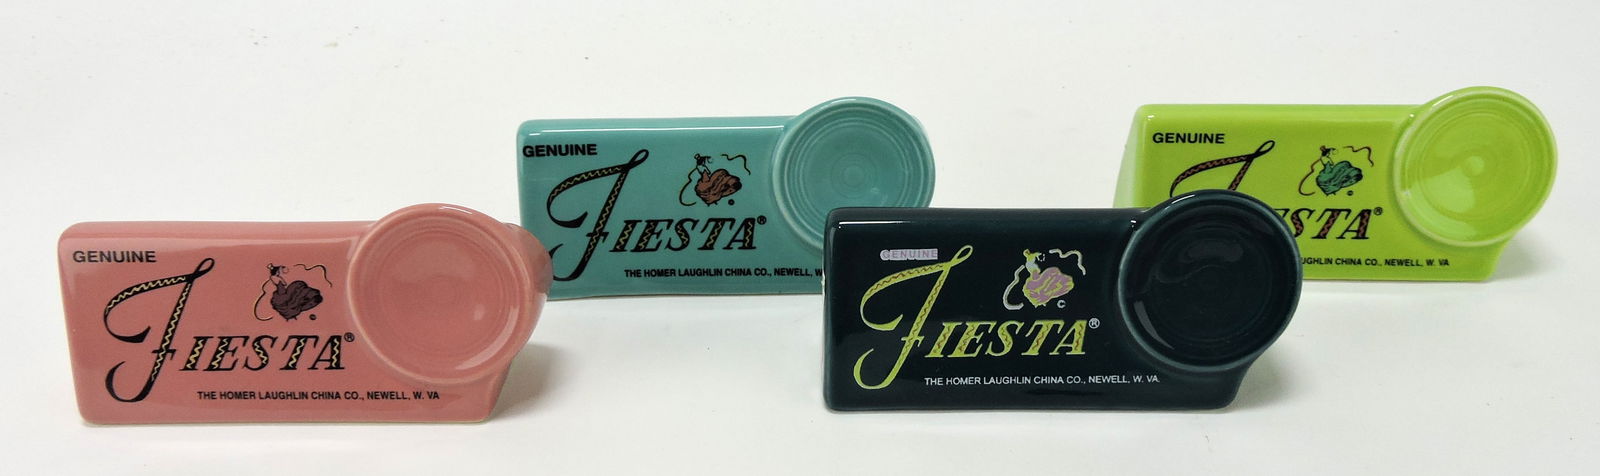 GENUINE
FIESTA®
©
THE HOMER LAUGHLIN CHINA CO., NEWELL, W. VA
GENUINE
FIESTA®
©
THE HOMER LAUGHLIN CHINA CO., NEWELL, W
GENUINE
FIESTA®
©
THE HOMER LAUGHLIN CHINA CO., NEWELL, W. VA.
GENUINE
FIESTA®
©
LAUGHLIN CHINA CO., NEWELL, W. VA